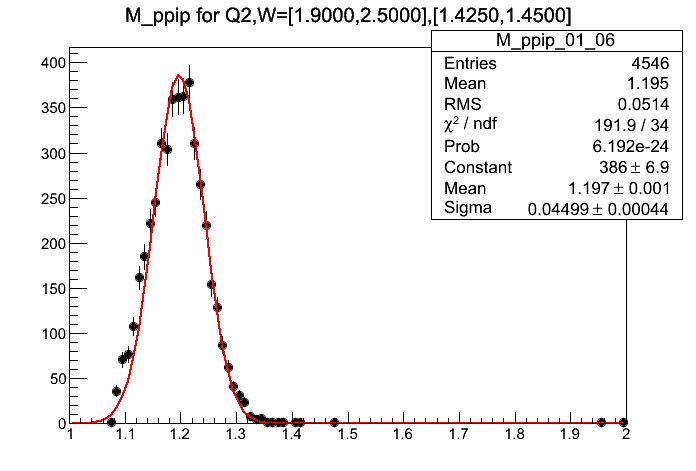 M_ppip for Q2,W=[1.9000,2.5000],[1.4250,1.4500]
M_ppip_01_06
Entries 4546
Mean 1.195
RMS 0.0514
χ² / ndf 191.9 / 34
Prob 6.192e-24
Constant 386 ± 6.9
Mean 1.197 ± 0.001
Sigma 0.04499 ± 0.00044
400
350
300
250
200
150
100
50
0
1 1.1 1.2 1.3 1.4 1.5 1.6 1.7 1.8 1.9 2